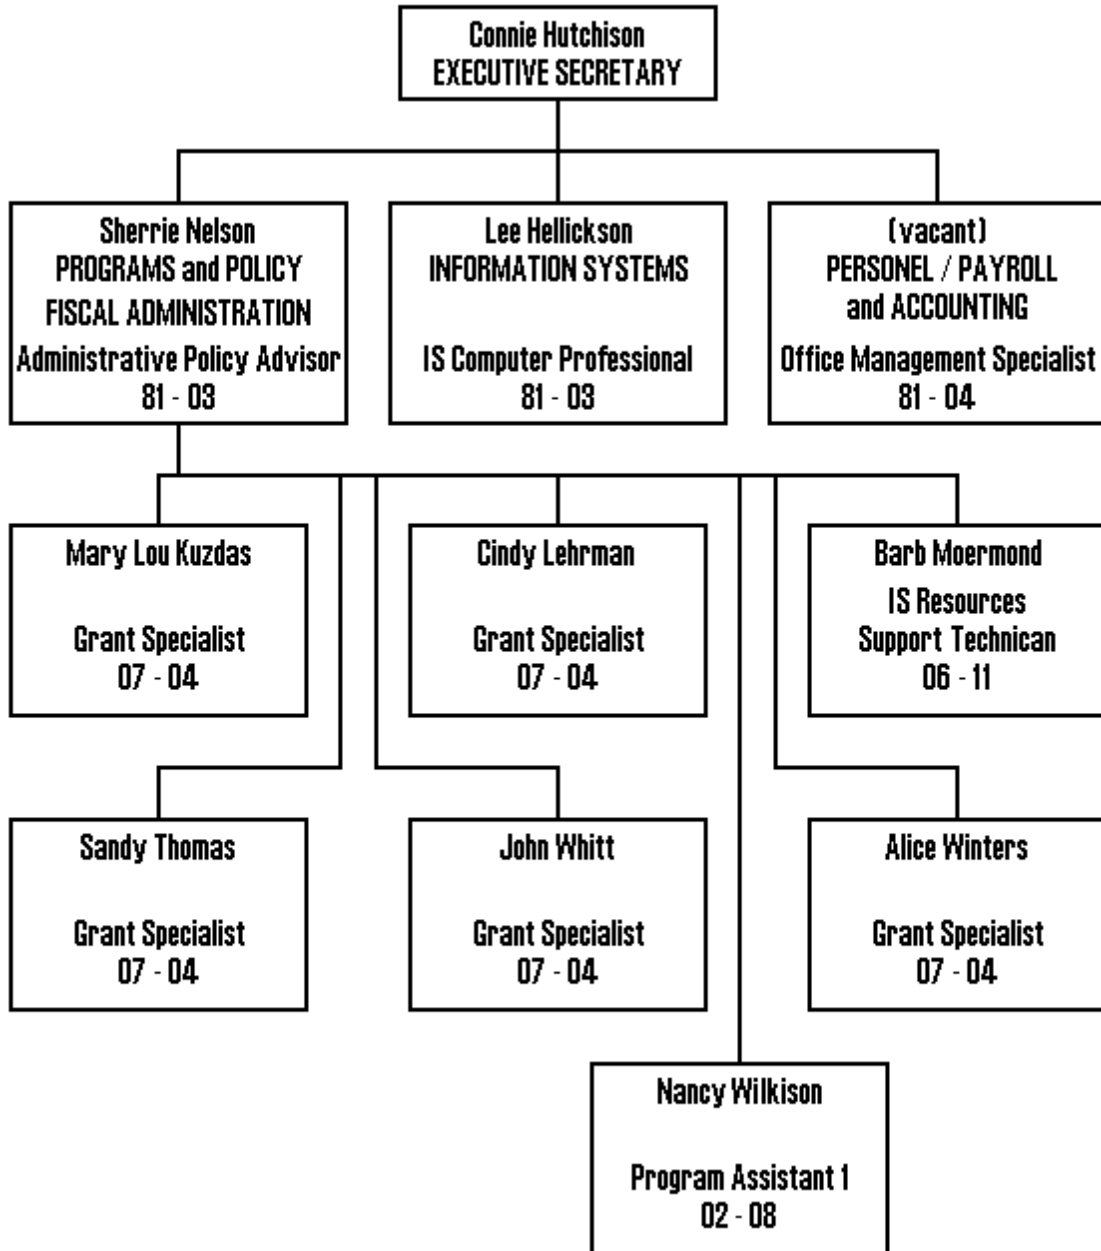 Connie Hutchison
EXECUTIVE SECRETARY
Sherrie Nelson
PROGRAMS and POLICY
FISCAL ADMINISTRATION
Administrative Policy Advisor
81 - 03
Lee Hellickson
INFORMATION SYSTEMS
IS Computer Professional
81 - 03
(vacant)
PERSONEL / PAYROLL
and ACCOUNTING
Office Management Specialist
81 - 04
Mary Lou Kuzdas
Grant Specialist
07 - 04
Cindy Lehrman
Grant Specialist
07 - 04
Barb Moermond
IS Resources
Support Technican
06 - 11
Sandy Thomas
Grant Specialist
07 - 04
John Whitt
Grant Specialist
07 - 04
Alice Winters
Grant Specialist
07 - 04
Nancy Wilkison
Program Assistant 1
02 - 08